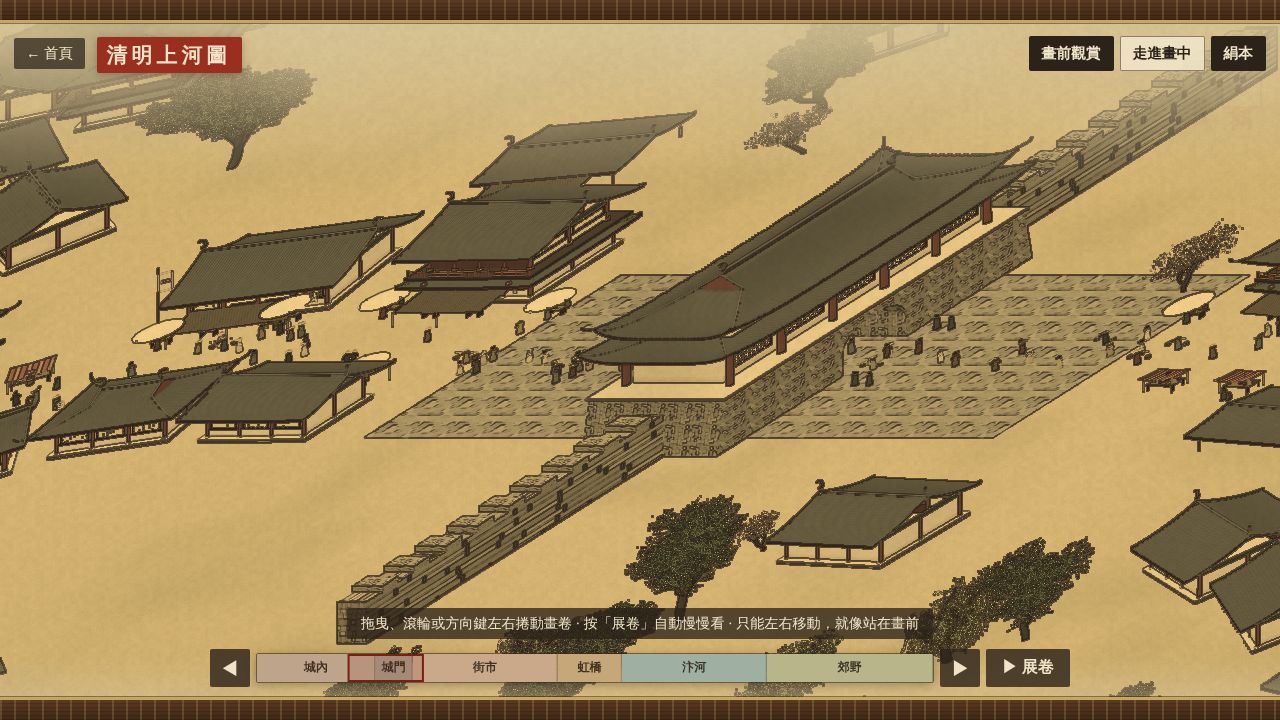 ← 首頁
清明上河圖
畫前觀賞
走進畫中
絹本
拖曳、滾輪或方向鍵左右捲動畫卷 · 按「展卷」自動慢慢看 · 只能左右移動，就像站在畫前
城內
城門
街市
虹橋
汴河
郊野
▶ 展卷